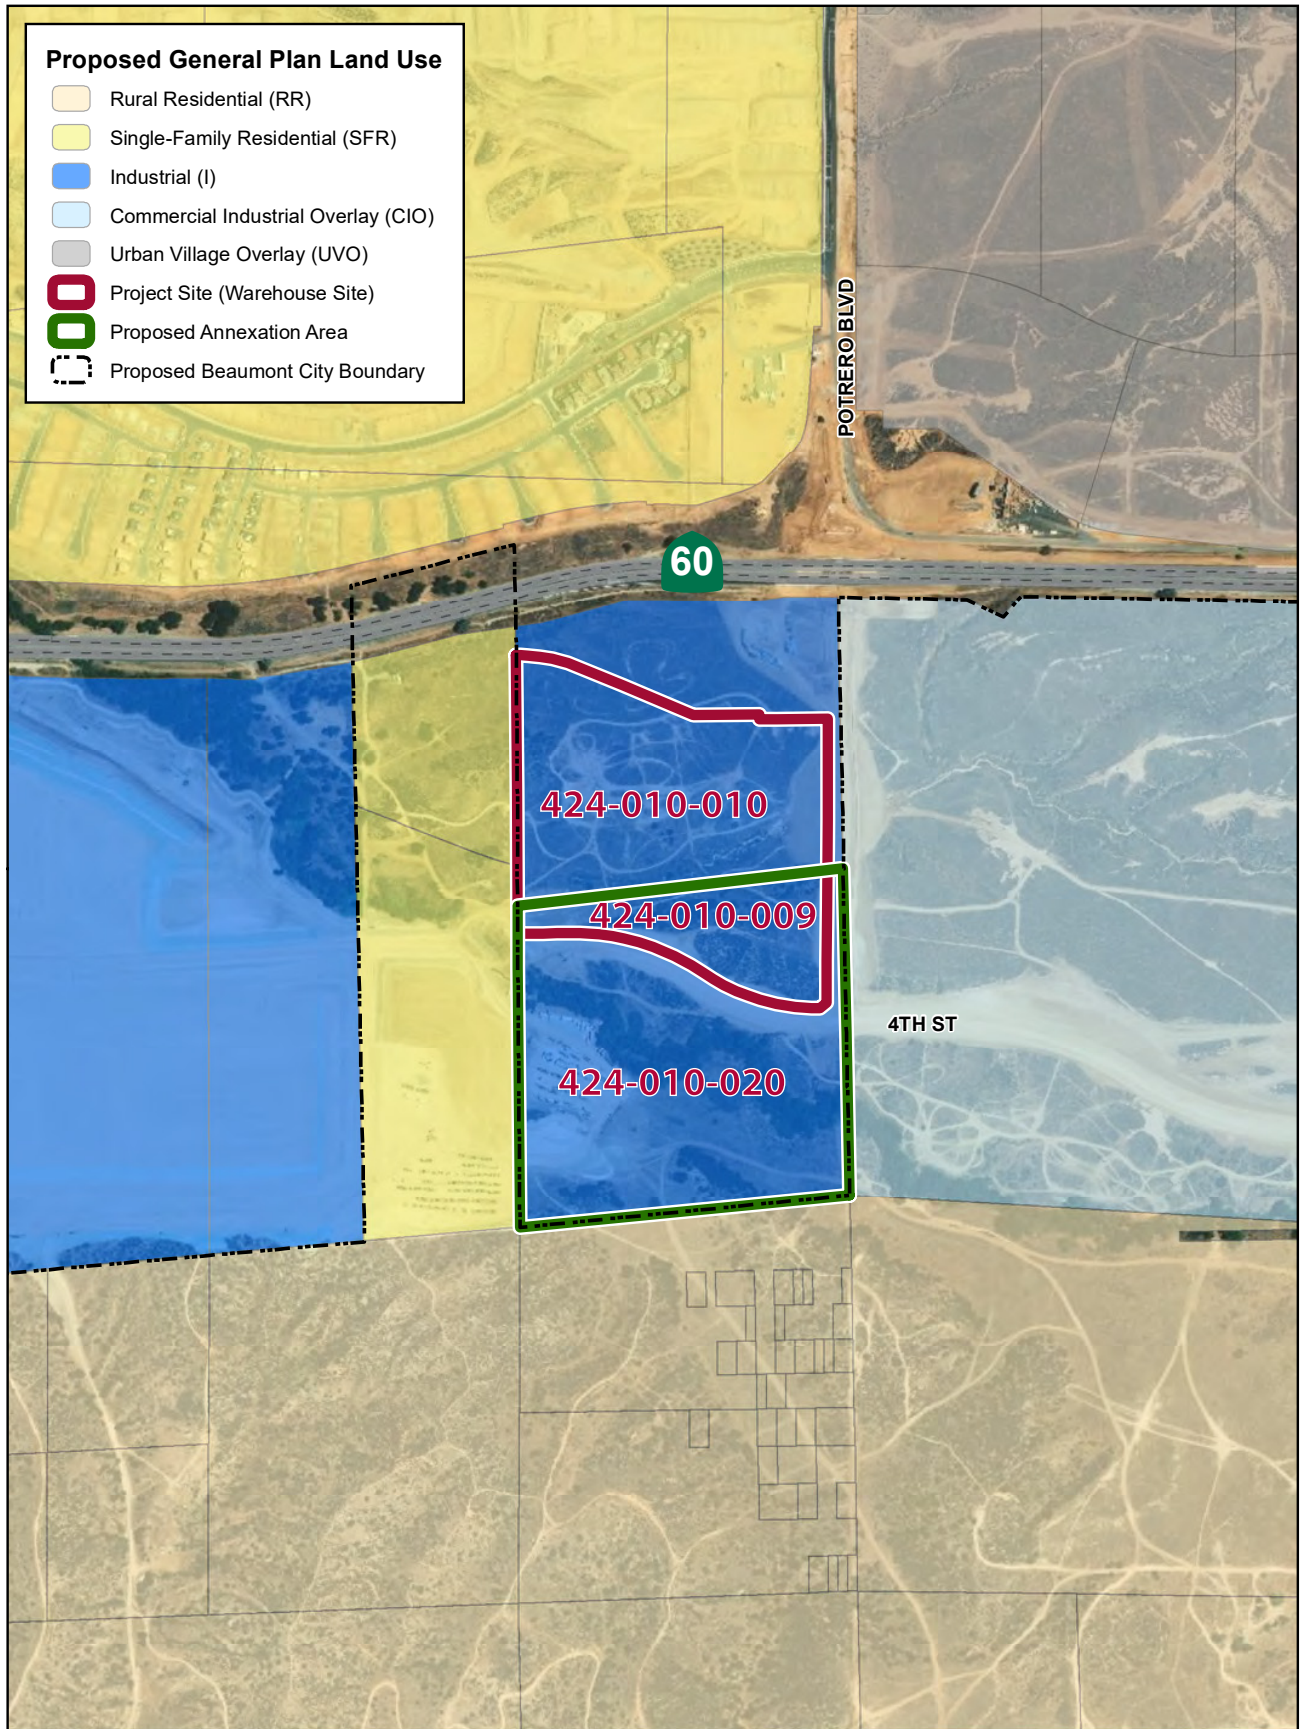 Proposed General Plan Land Use
Rural Residential (RR)
Single-Family Residential (SFR)
Industrial (I)
Commercial Industrial Overlay (CIO)
Urban Village Overlay (UVO)
Project Site (Warehouse Site)
Proposed Annexation Area
Proposed Beaumont City Boundary
POTRERO BLVD
60
424-010-010
424-010-009
4TH ST
424-010-020